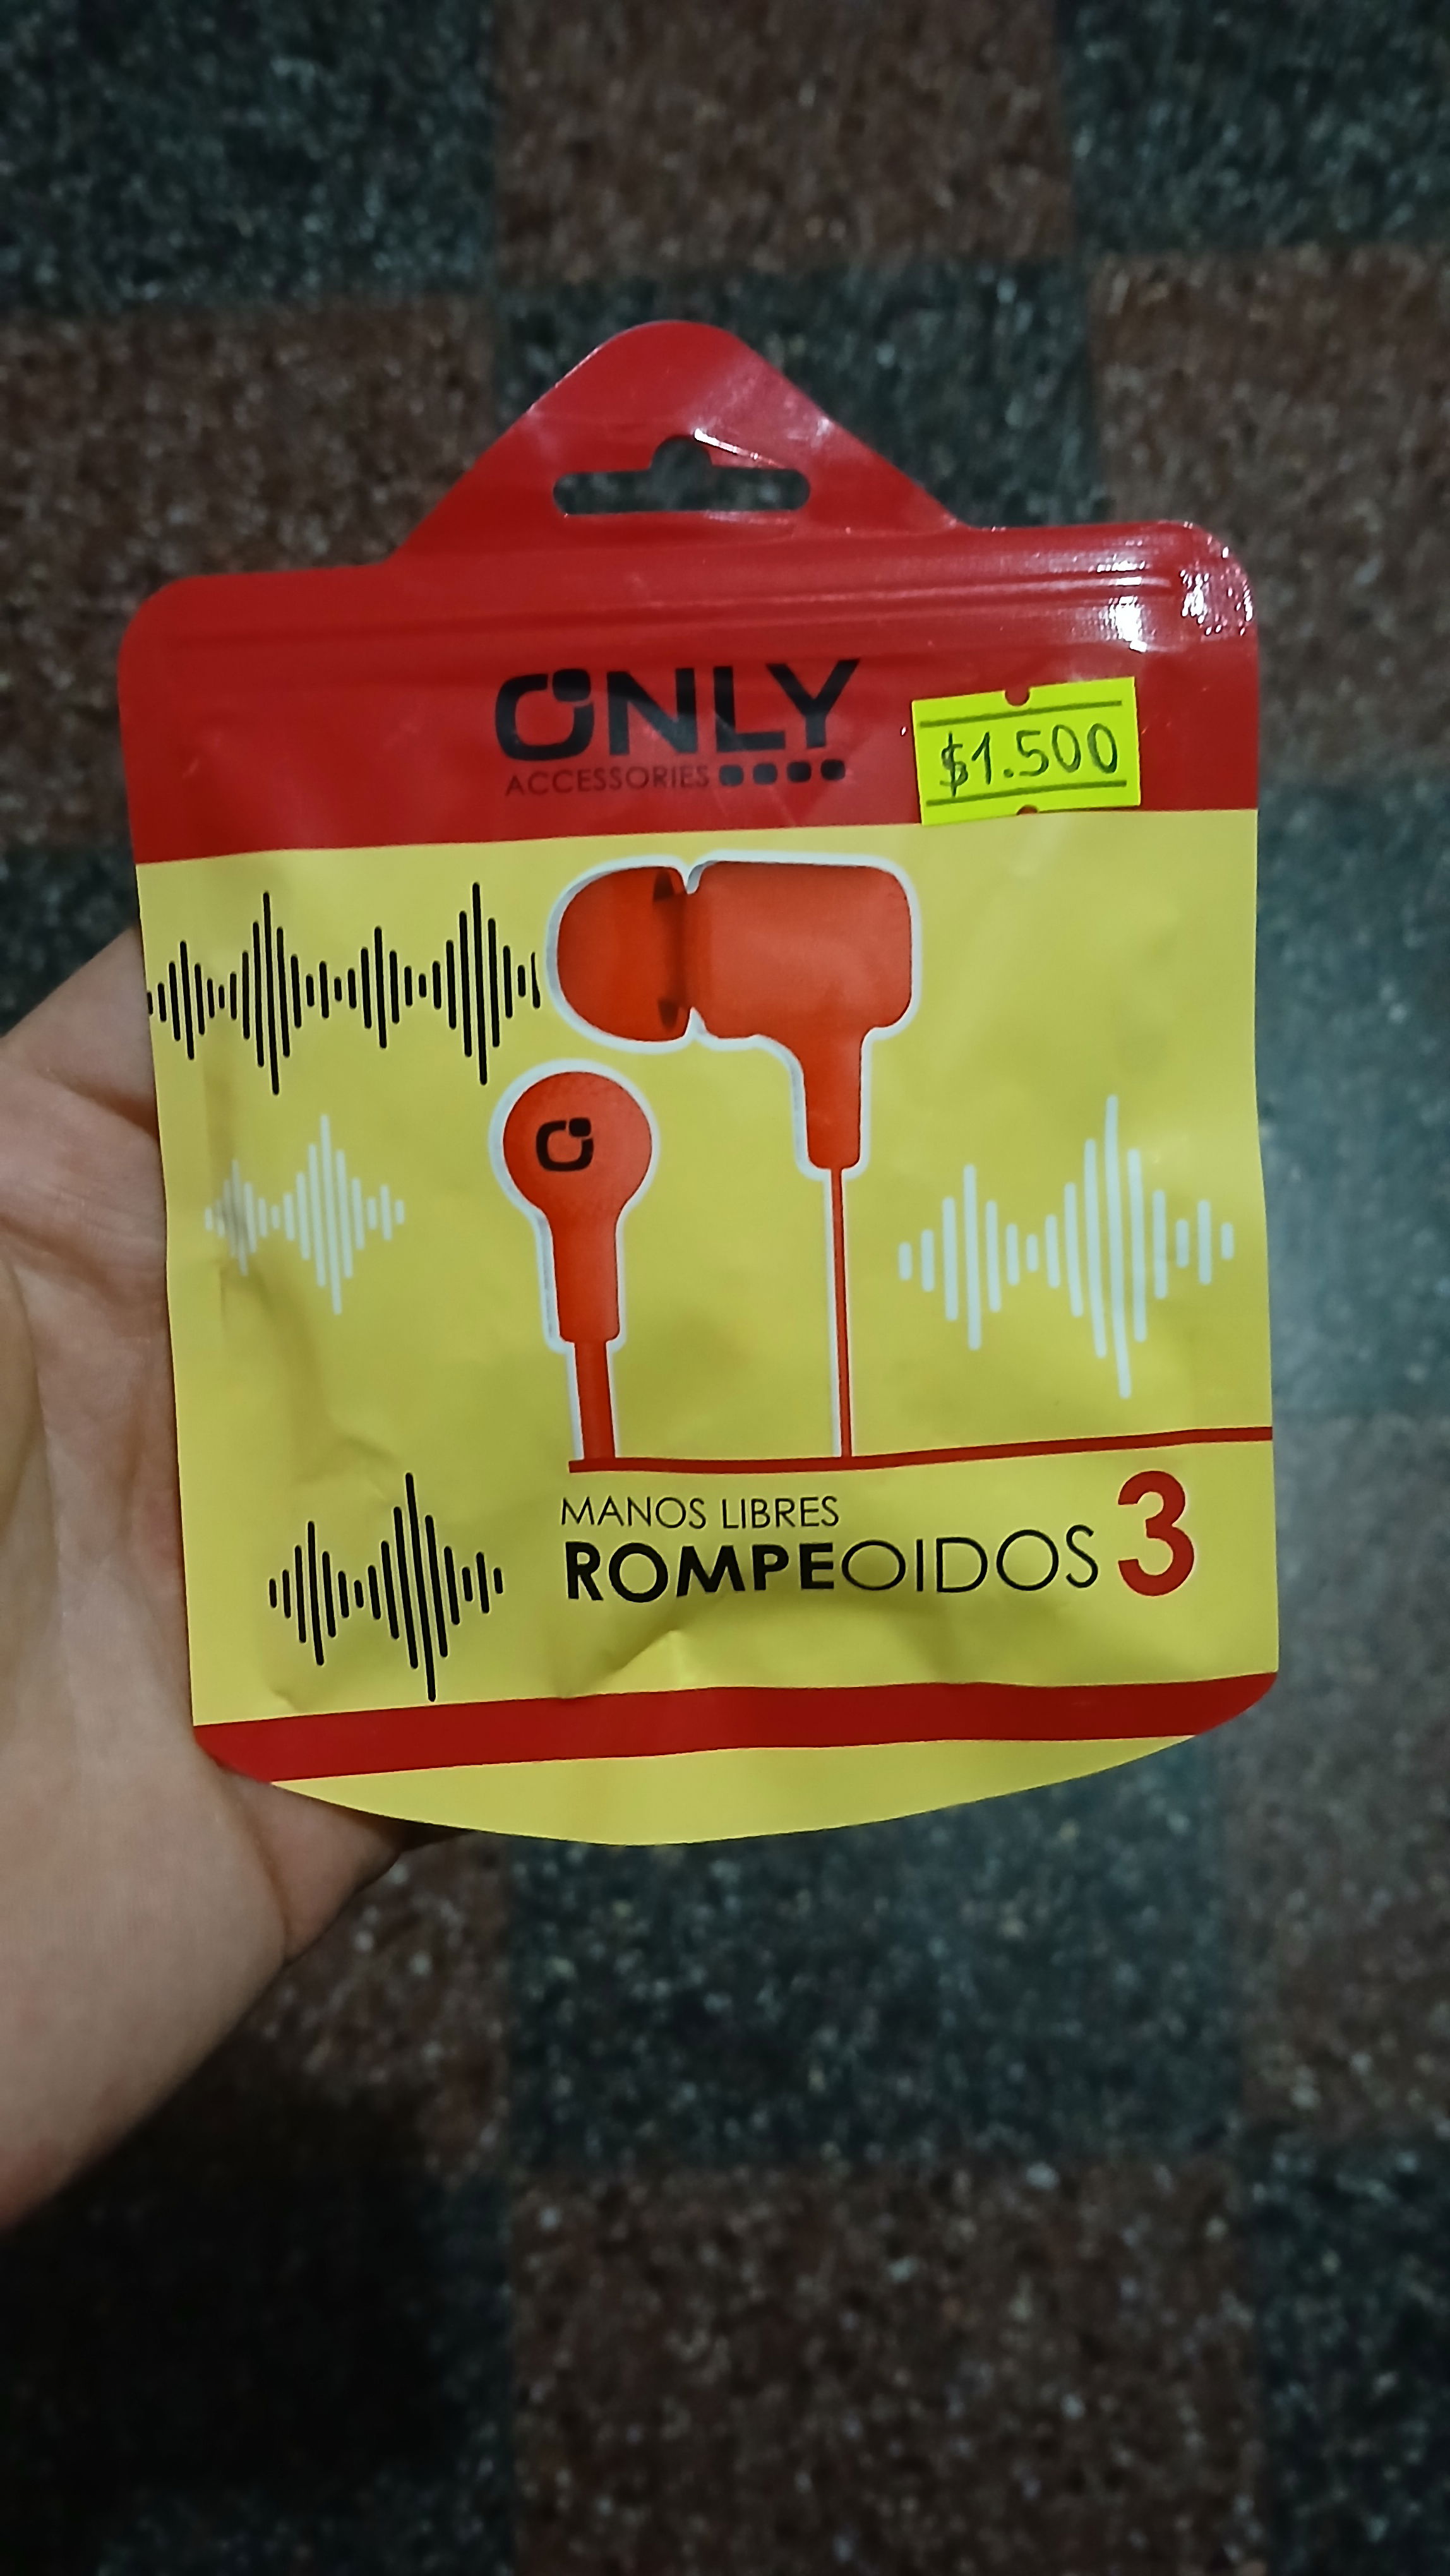 ONLY
ACCESSORIES
$1.500
MANOS LIBRES
ROMPEOIDOS 3